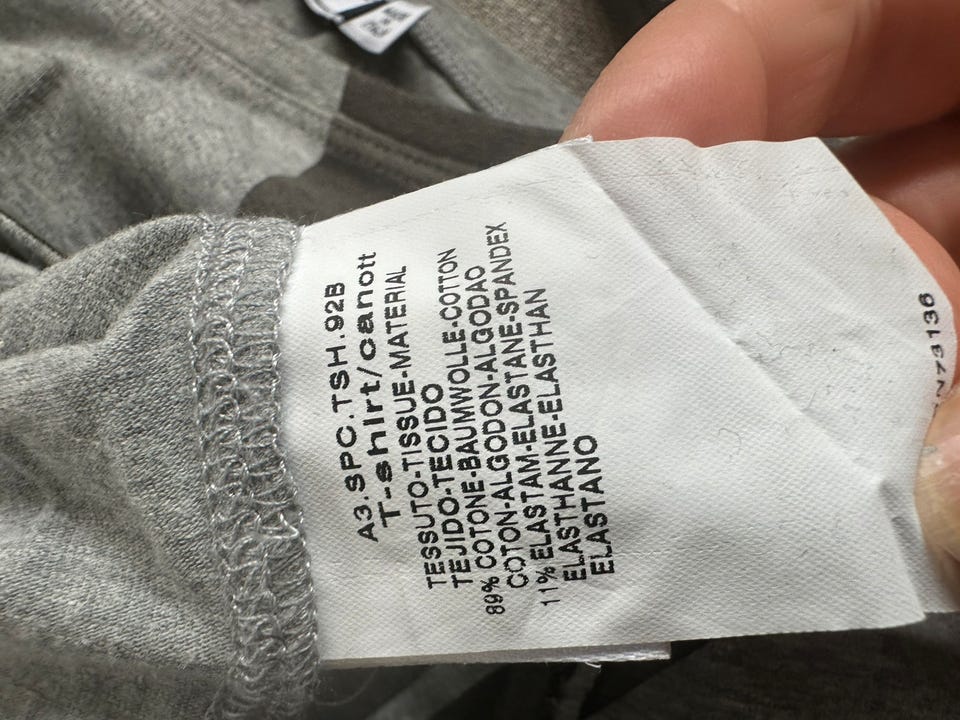 A3.SPC.TSH.92B
T-shirt/canott
TESSUTO-TISSUE-MATERIAL
TEJIDO-TECIDO
89% COTONE-BAUMWOLLE-COTTON
COTON-ALGODON-ALGODAO
11% ELASTAM-ELASTANE-SPANDEX
ELASTHANNE-ELASTHAN
ELASTANO